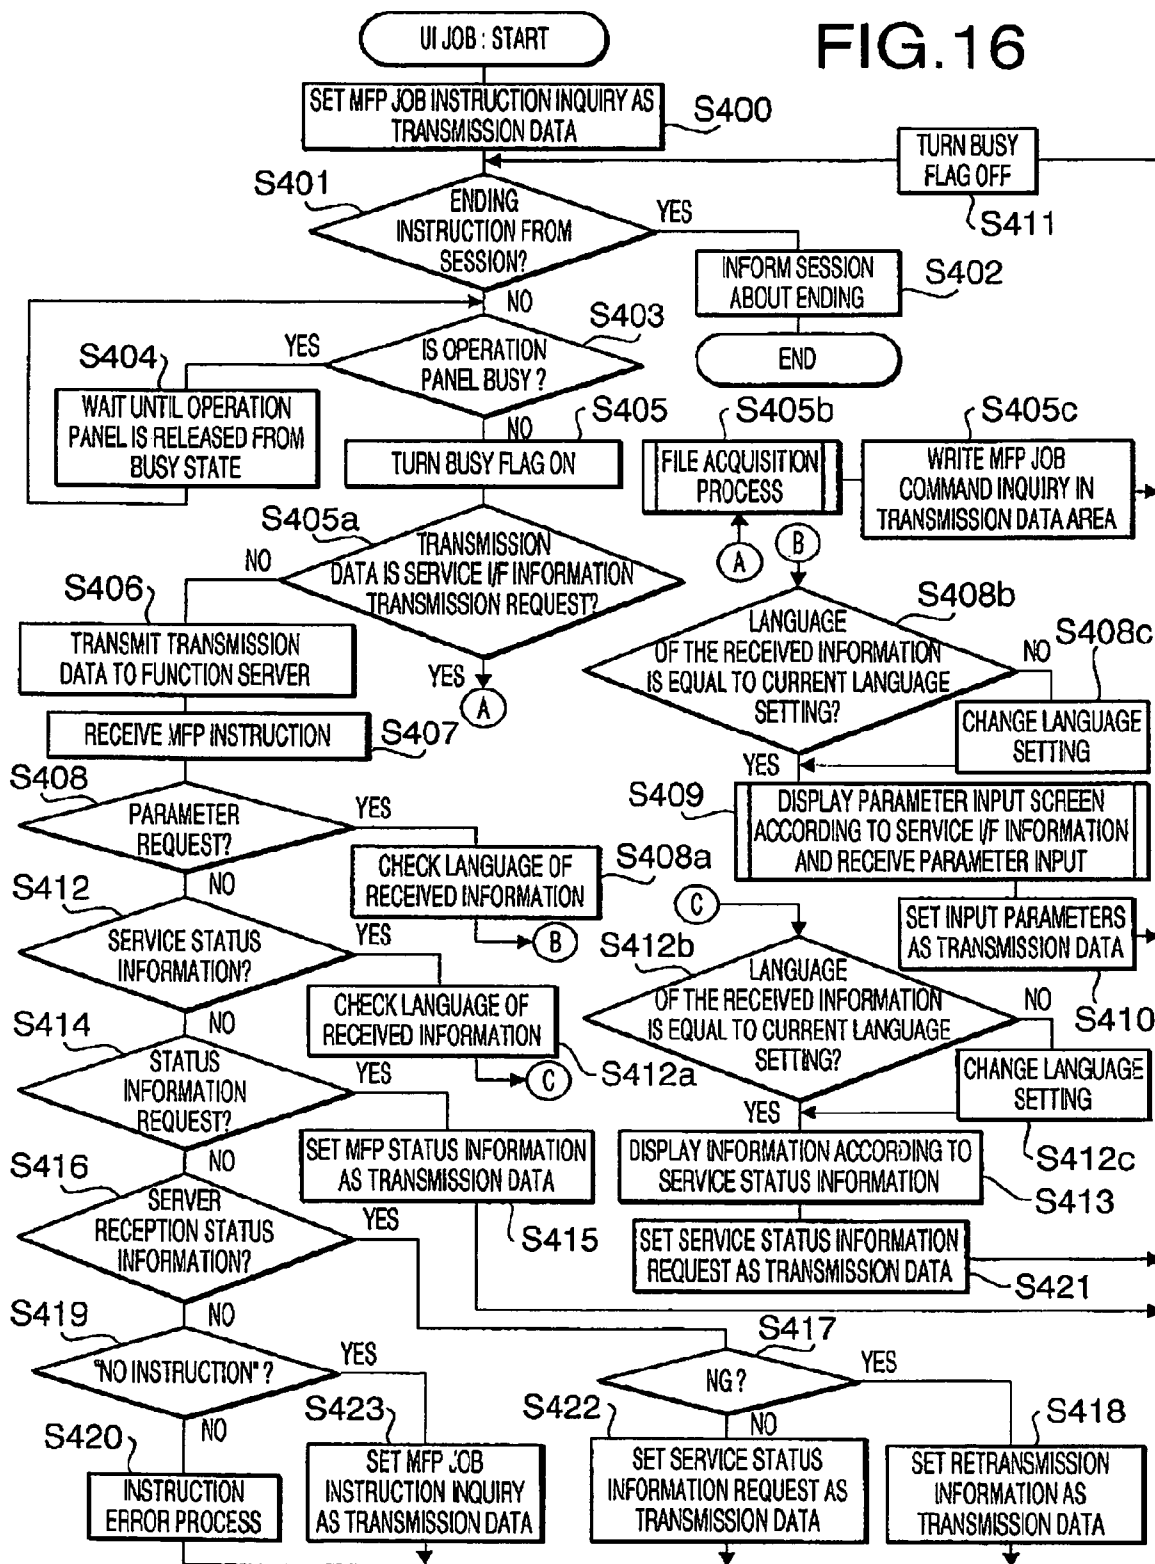 FIG.16
UI JOB : START
SET MFP JOB INSTRUCTION INQUIRY AS
TRANSMISSION DATA
S400
TURN BUSY
FLAG OFF
S411
S401
ENDING
INSTRUCTION FROM
SESSION?
YES
NO
INFORM SESSION
ABOUT ENDING
S402
END
S403
IS OPERATION
PANEL BUSY ?
YES
NO
S404
WAIT UNTIL OPERATION
PANEL IS RELEASED FROM
BUSY STATE
S405
TURN BUSY FLAG ON
S405b
FILE ACQUISITION
PROCESS
A
S405c
WRITE MFP JOB
COMMAND INQUIRY IN
TRANSMISSION DATA AREA
S405a
TRANSMISSION
DATA IS SERVICE I/F INFORMATION
TRANSMISSION REQUEST?
NO
YES
A
S406
TRANSMIT TRANSMISSION
DATA TO FUNCTION SERVER
RECEIVE MFP INSTRUCTION
S407
S408
PARAMETER
REQUEST?
YES
NO
CHECK LANGUAGE OF
RECEIVED INFORMATION
S408a
B
B
S408b
LANGUAGE
OF THE RECEIVED INFORMATION
IS EQUAL TO CURRENT LANGUAGE
SETTING?
NO
YES
S408c
CHANGE LANGUAGE
SETTING
S409
DISPLAY PARAMETER INPUT SCREEN
ACCORDING TO SERVICE I/F INFORMATION
AND RECEIVE PARAMETER INPUT
SET INPUT PARAMETERS
AS TRANSMISSION DATA
S410
S412
SERVICE STATUS
INFORMATION?
YES
NO
CHECK LANGUAGE OF
RECEIVED INFORMATION
S412a
C
C
S412b
LANGUAGE
OF THE RECEIVED INFORMATION
IS EQUAL TO CURRENT LANGUAGE
SETTING?
NO
YES
CHANGE LANGUAGE
SETTING
S412c
DISPLAY INFORMATION ACCORDING TO
SERVICE STATUS INFORMATION
S413
SET SERVICE STATUS INFORMATION
REQUEST AS TRANSMISSION DATA
S421
S414
STATUS
INFORMATION
REQUEST?
YES
NO
SET MFP STATUS INFORMATION
AS TRANSMISSION DATA
S415
S416
SERVER
RECEPTION STATUS
INFORMATION?
YES
NO
S417
NG ?
YES
NO
S422
SET SERVICE STATUS
INFORMATION REQUEST AS
TRANSMISSION DATA
S418
SET RETRANSMISSION
INFORMATION AS
TRANSMISSION DATA
S419
"NO INSTRUCTION" ?
YES
NO
S420
INSTRUCTION
ERROR PROCESS
S423
SET MFP JOB
INSTRUCTION INQUIRY
AS TRANSMISSION DATA